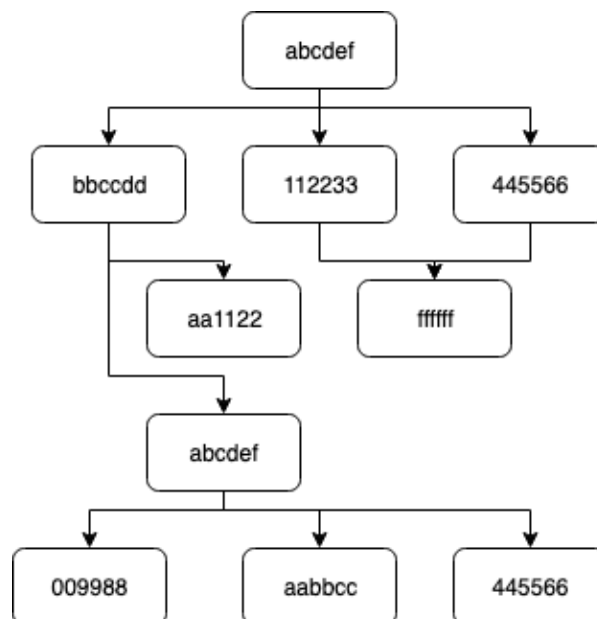 abcdef
bbccdd
112233
445566
aa1122
ffffff
abcdef
009988
aabbcc
445566